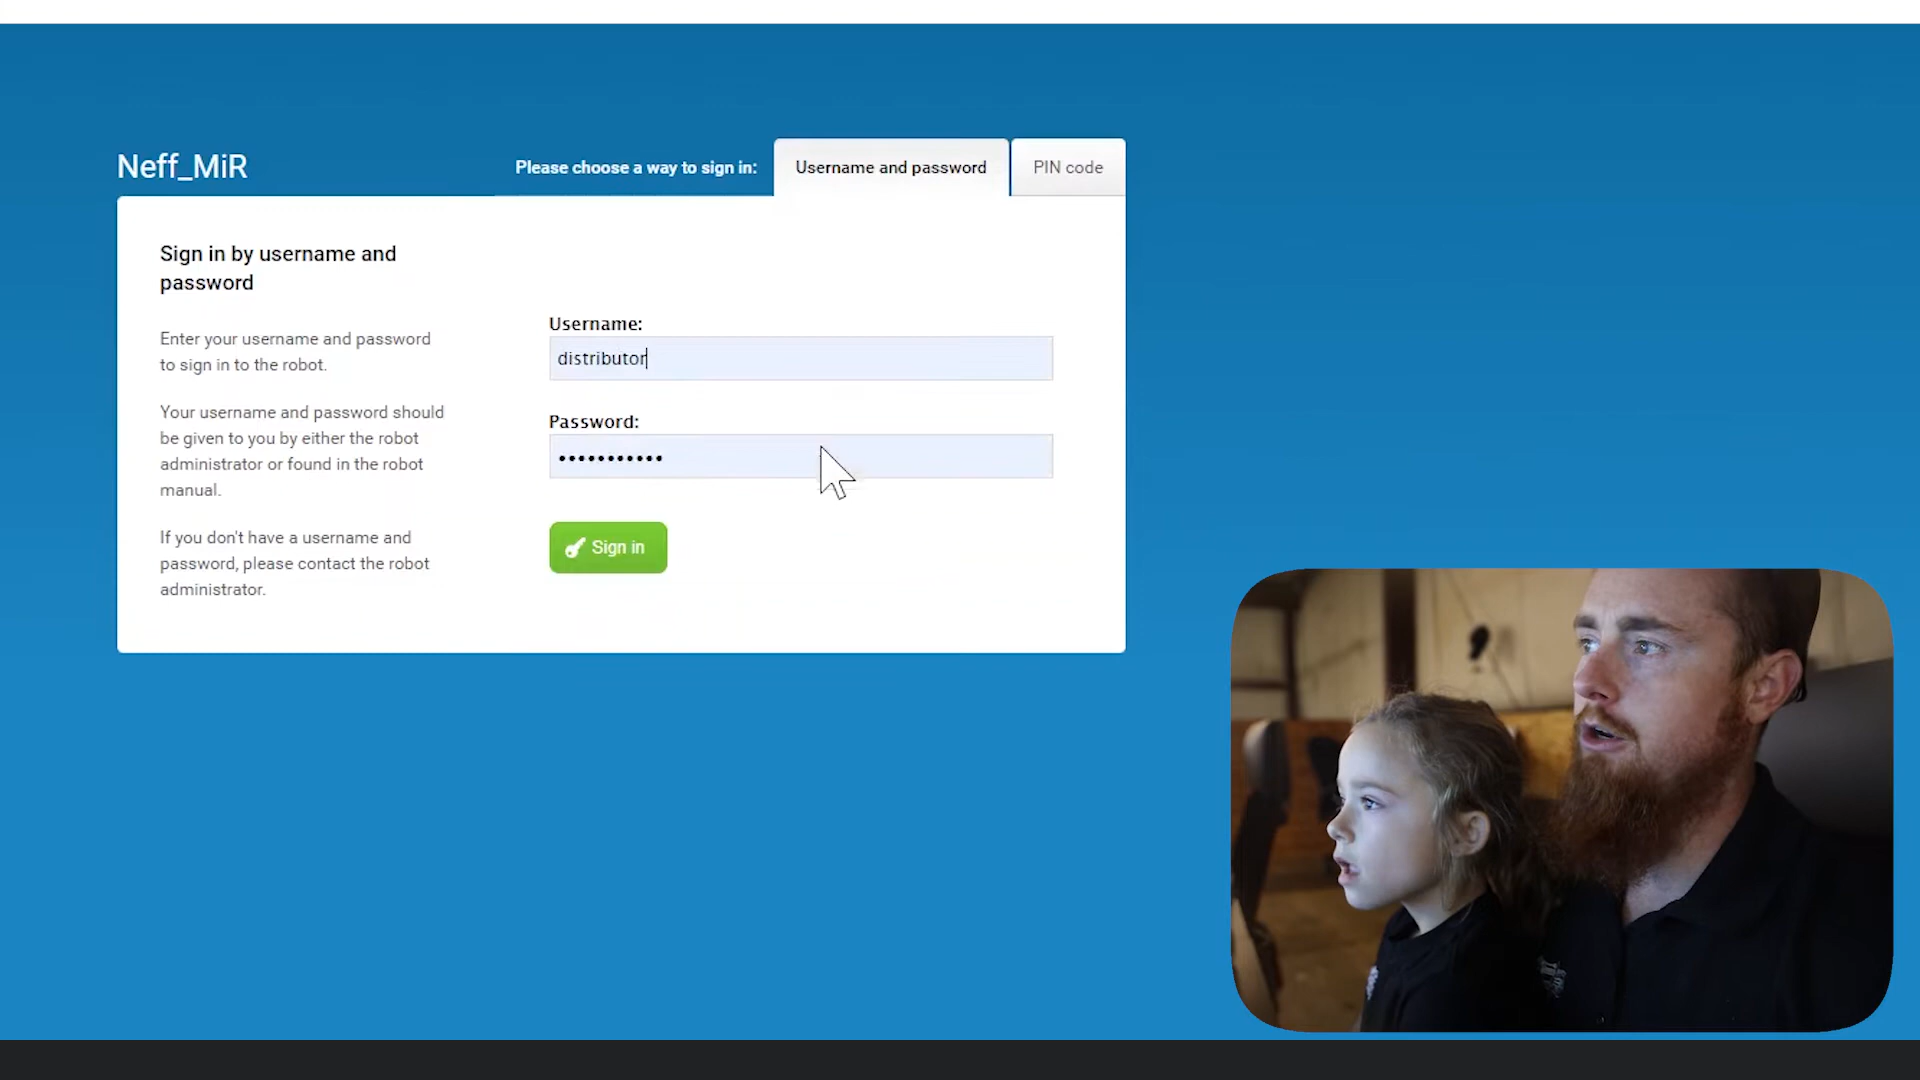 Neff_MiR
Please choose a way to sign in:
Username and password
PIN code
Sign in by username and
password
Enter your username and password
to sign in to the robot.
Your username and password should
be given to you by either the robot
administrator or found in the robot
manual.
If you don't have a username and
password, please contact the robot
administrator.
Username:
distributor
Password:
•••••••••••
Sign in